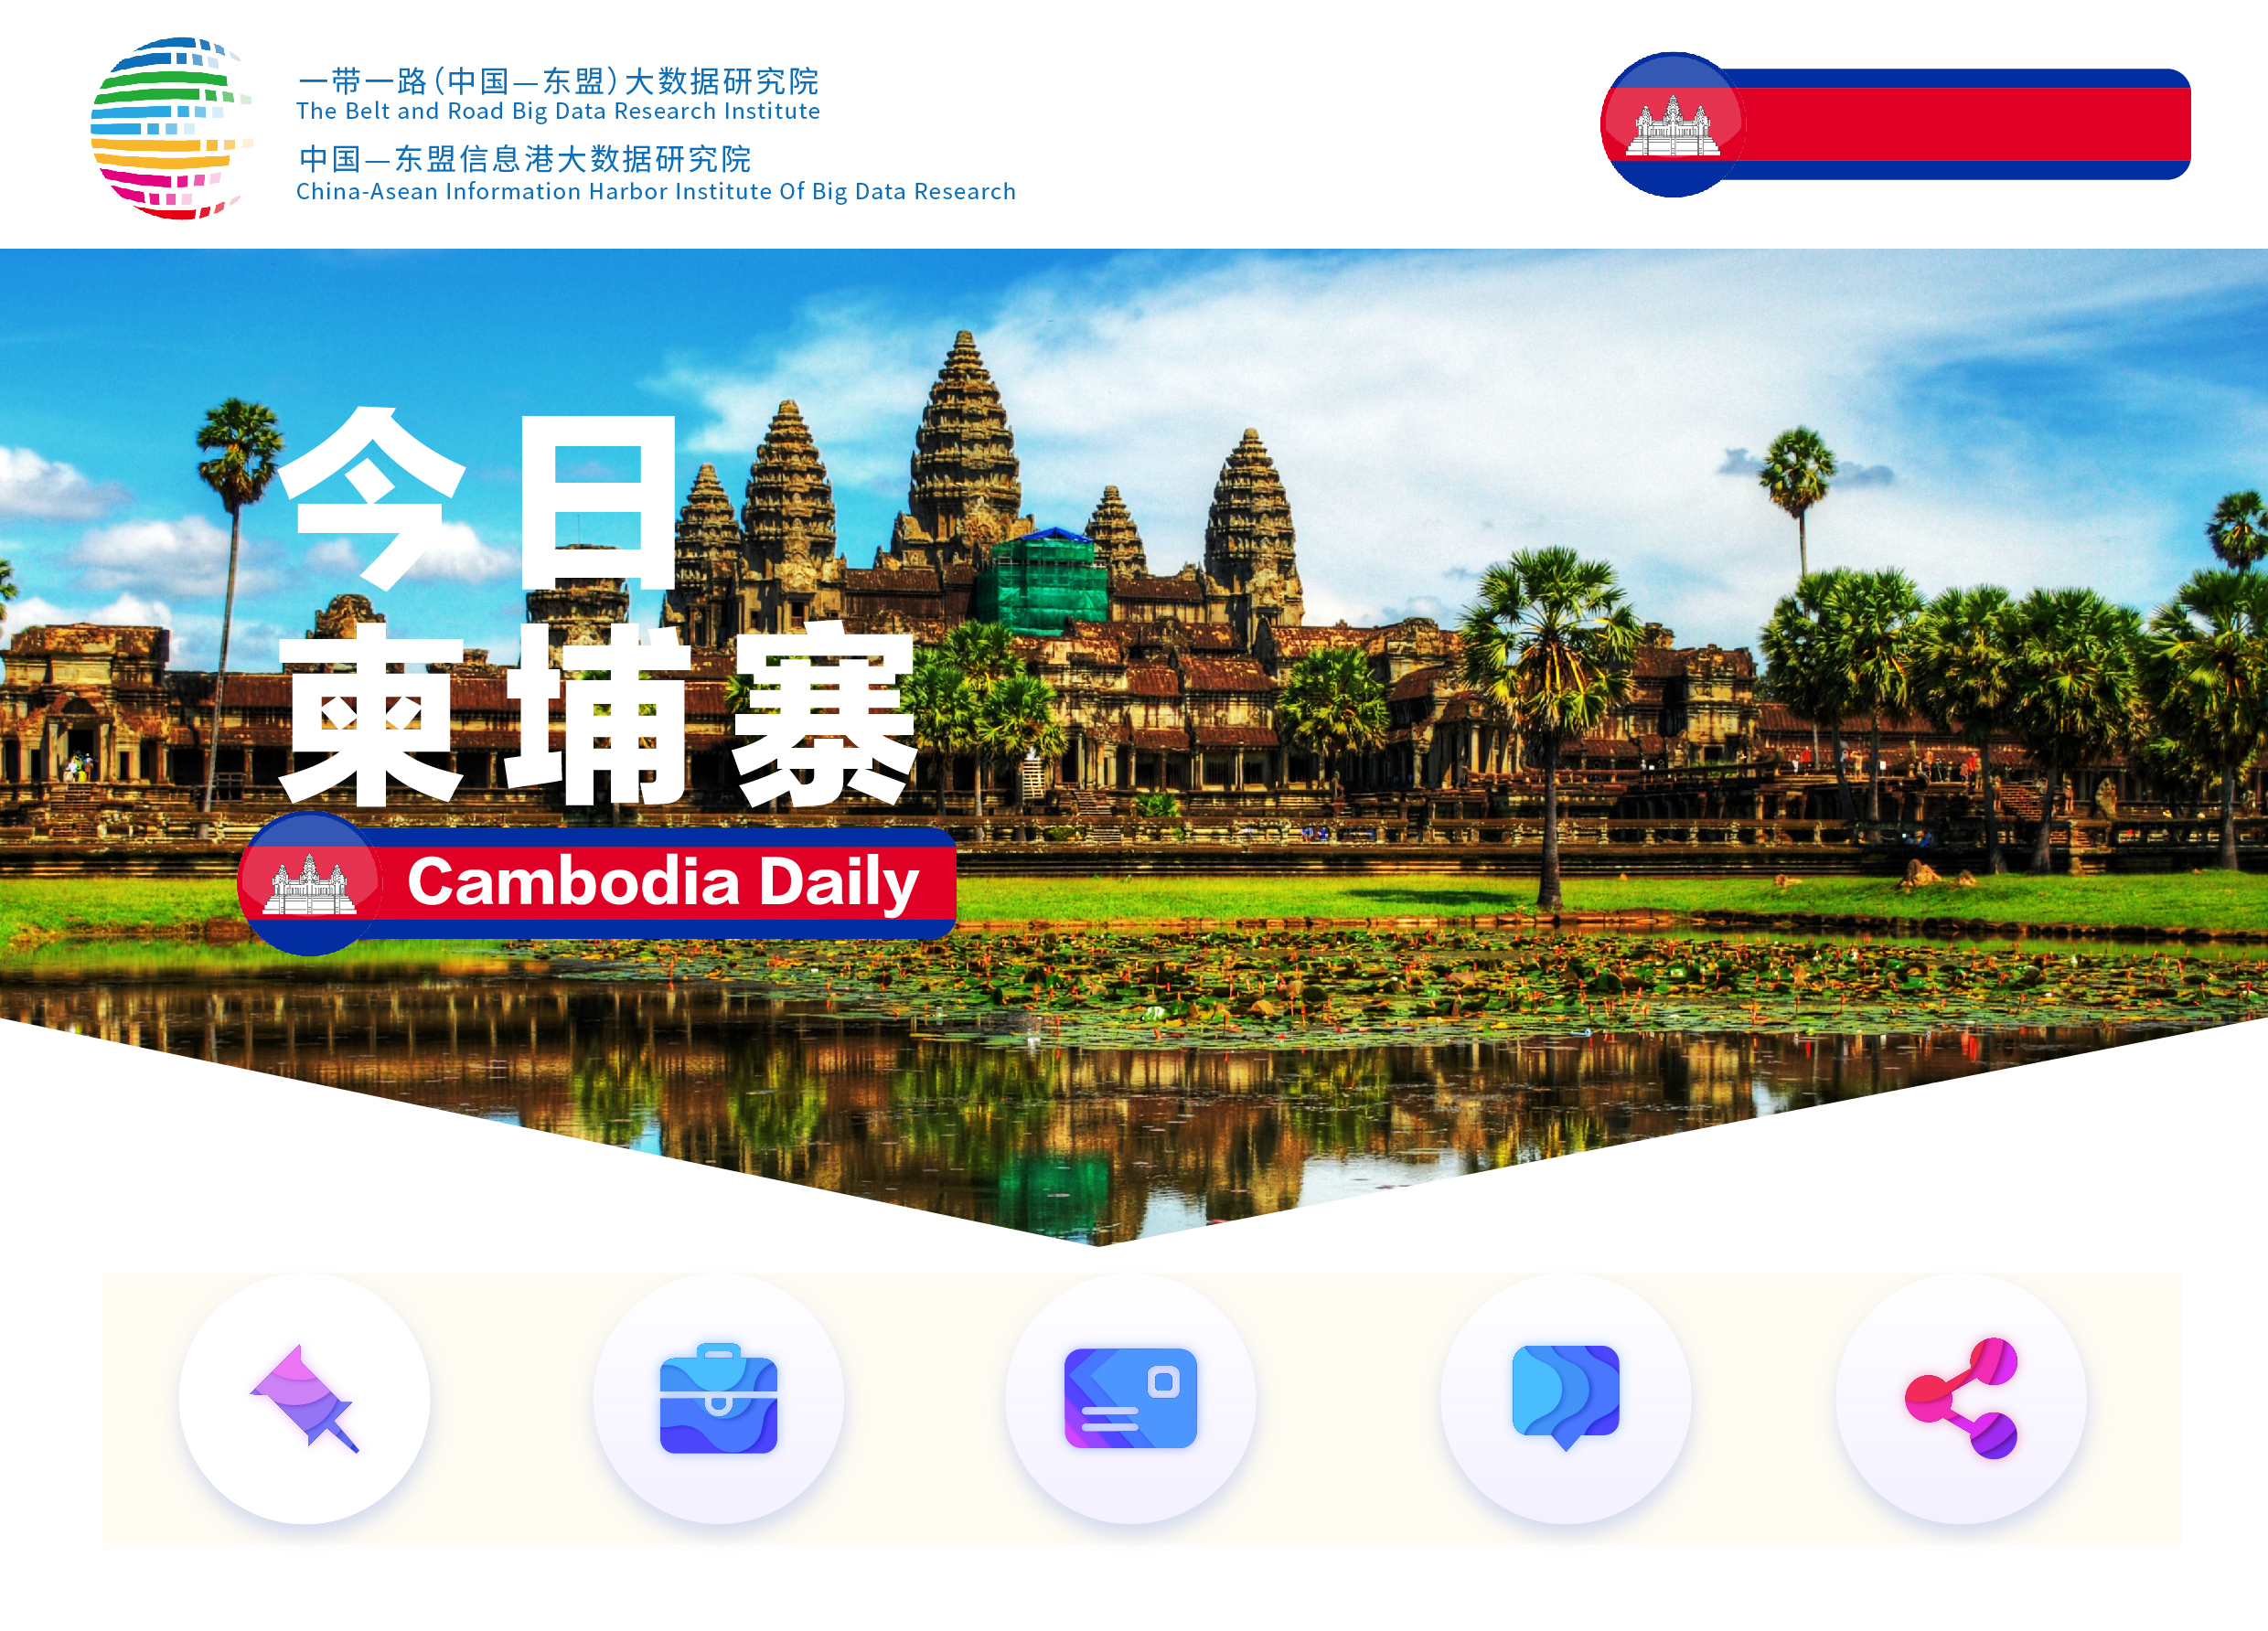 一带一路（中国—东盟）大数据研究院
The Belt and Road Big Data Research Institute
中国—东盟信息港大数据研究院
China-Asean Information Harbor Institute Of Big Data Research
今日
柬埔寨
Cambodia Daily